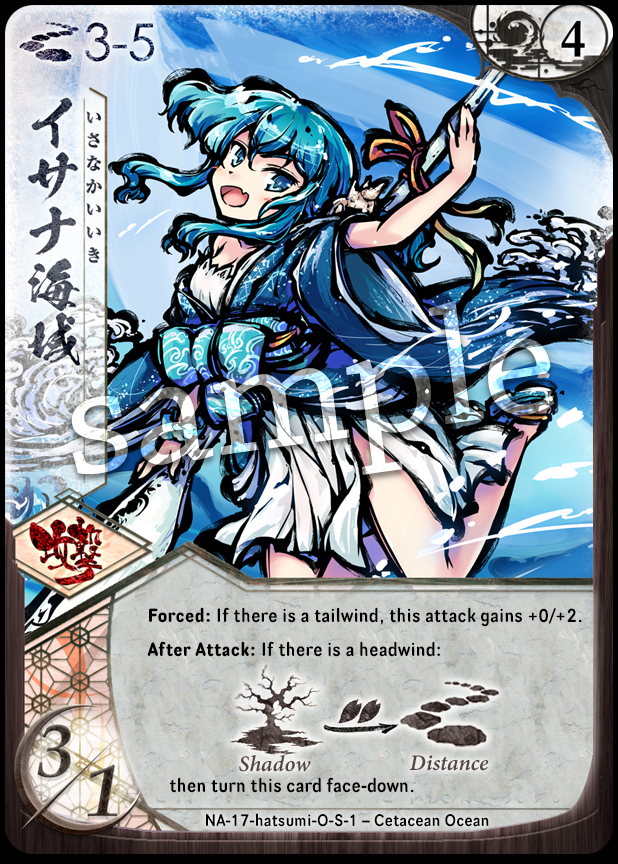 3-5
4
イサナ海域
いさなかいいき
sample
攻撃
Forced: If there is a tailwind, this attack gains +0/+2.
After Attack: If there is a headwind:
Shadow
Distance
then turn this card face-down.
3/1
NA-17-hatsumi-O-S-1 – Cetacean Ocean